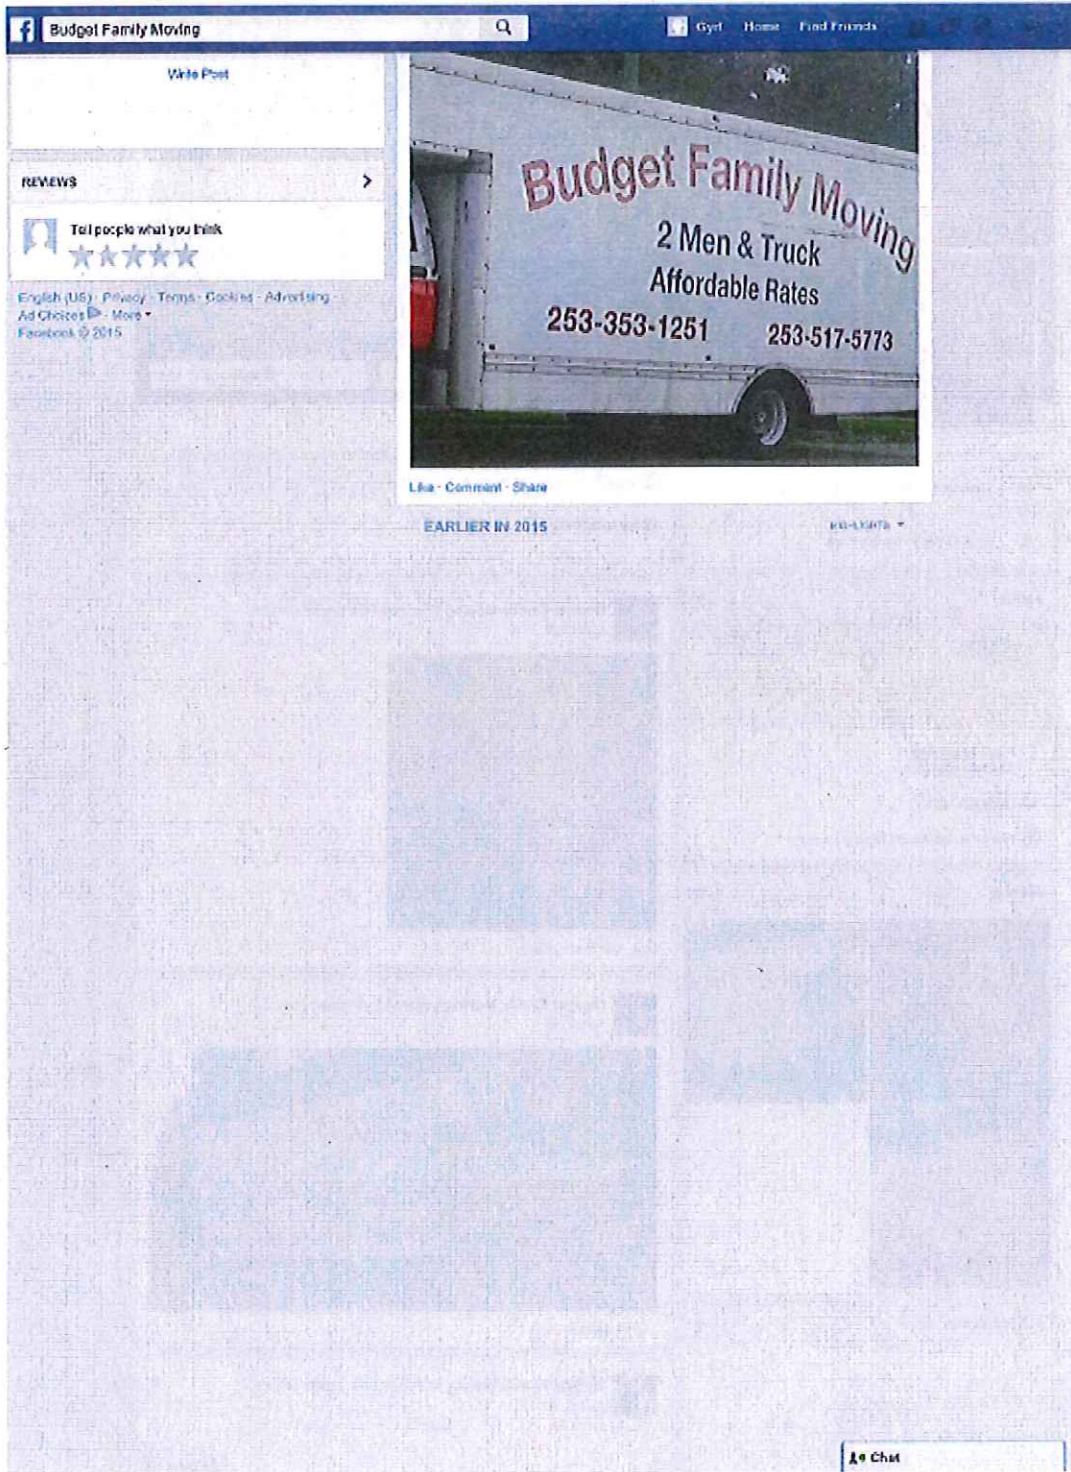 f Budget Family Moving
Gyrl Home Find Friends
Write Post
REVIEWS
Tell people what you think
English (US) · Privacy · Terms · Cookies · Advertising ·
Ad Choices · More
Facebook © 2015
Budget Family Moving
2 Men & Truck
Affordable Rates
253-353-1251 253-517-5773
Like · Comment · Share
EARLIER IN 2015
HIGHLIGHTS
Chat